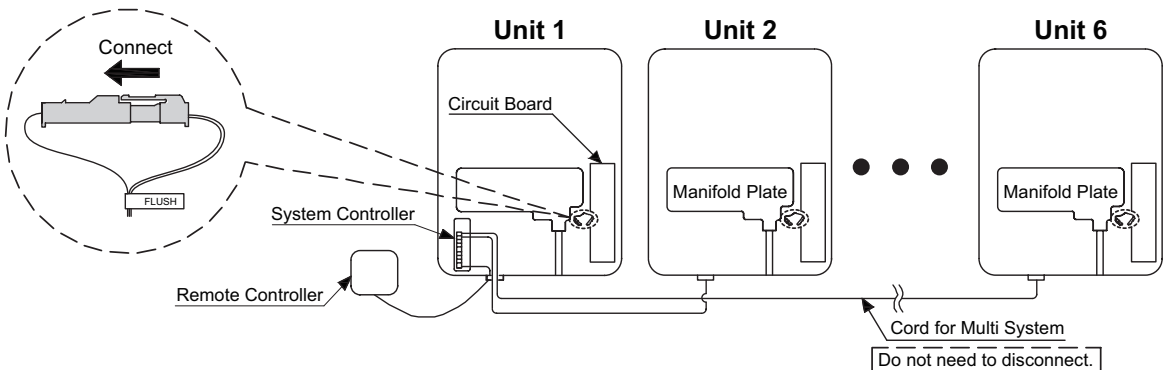 Unit 1
Unit 2
Unit 6
Connect
Circuit Board
FLUSH
Manifold Plate
Manifold Plate
System Controller
Remote Controller
Cord for Multi System
Do not need to disconnect.